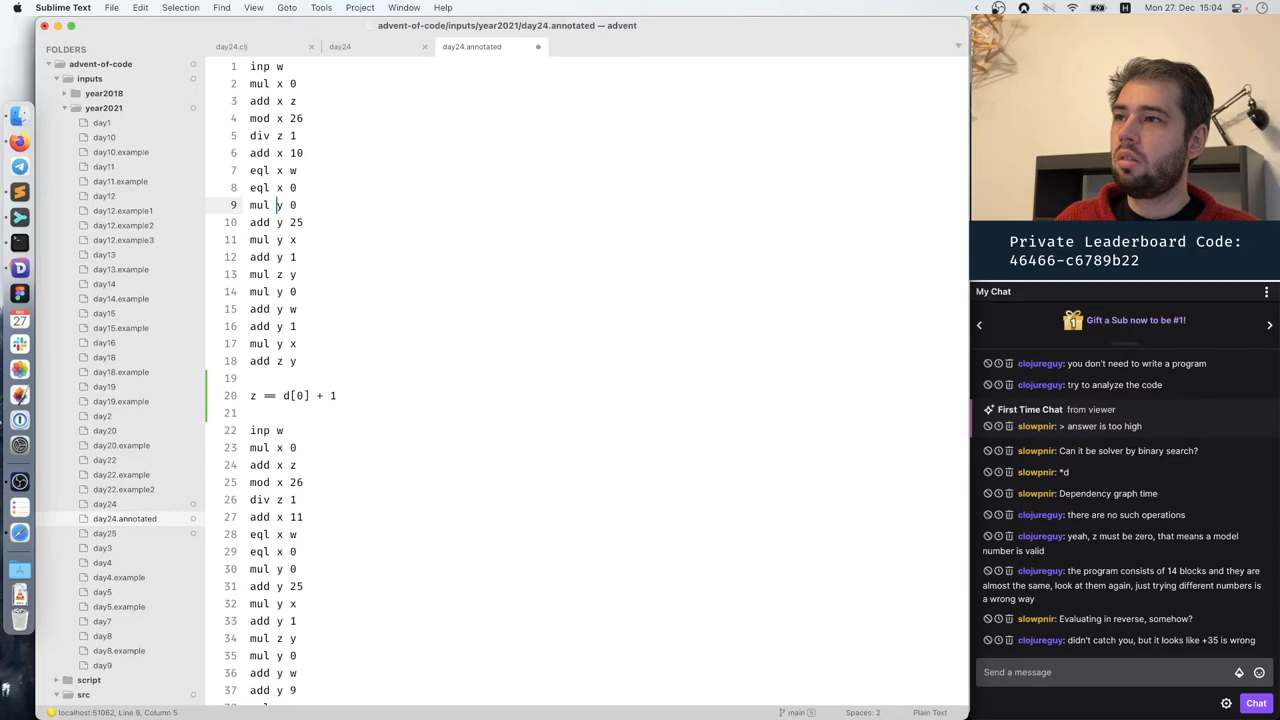 Sublime Text File Edit Selection Find View Goto Tools Project Window Help
Mon 27. Dec 15:04
advent-of-code/inputs/year2021/day24.annotated — advent
FOLDERS
advent-of-code
inputs
year2018
year2021
day1
day10
day10.example
day11
day11.example
day12
day12.example1
day12.example2
day12.example3
day13
day13.example
day14
day14.example
day15
day15.example
day16
day18
day18.example
day19
day19.example
day2
day20
day20.example
day22
day22.example
day22.example2
day24
day24.annotated
day25
day3
day4
day4.example
day5
day5.example
day7
day8
day8.example
day9
script
src
day24.clj
day24
day24.annotated
1 inp w
2 mul x 0
3 add x z
4 mod x 26
5 div z 1
6 add x 10
7 eql x w
8 eql x 0
9 mul y 0
10 add y 25
11 mul y x
12 add y 1
13 mul z y
14 mul y 0
15 add y w
16 add y 1
17 mul y x
18 add z y
19
20 z == d[0] + 1
21
22 inp w
23 mul x 0
24 add x z
25 mod x 26
26 div z 1
27 add x 11
28 eql x w
29 eql x 0
30 mul y 0
31 add y 25
32 mul y x
33 add y 1
34 mul z y
35 mul y 0
36 add y w
37 add y 9
localhost:51062, Line 9, Column 5
main 5
Spaces: 2
Plain Text
Private Leaderboard Code:
46466-c6789b22
My Chat
Gift a Sub now to be #1!
clojureguy: you don't need to write a program
clojureguy: try to analyze the code
First Time Chat from viewer
slowpnir: > answer is too high
slowpnir: Can it be solver by binary search?
slowpnir: *d
slowpnir: Dependency graph time
clojureguy: there are no such operations
clojureguy: yeah, z must be zero, that means a model
number is valid
clojureguy: the program consists of 14 blocks and they are
almost the same, look at them again, just trying different numbers is
a wrong way
slowpnir: Evaluating in reverse, somehow?
clojureguy: didn't catch you, but it looks like +35 is wrong
Send a message
Chat